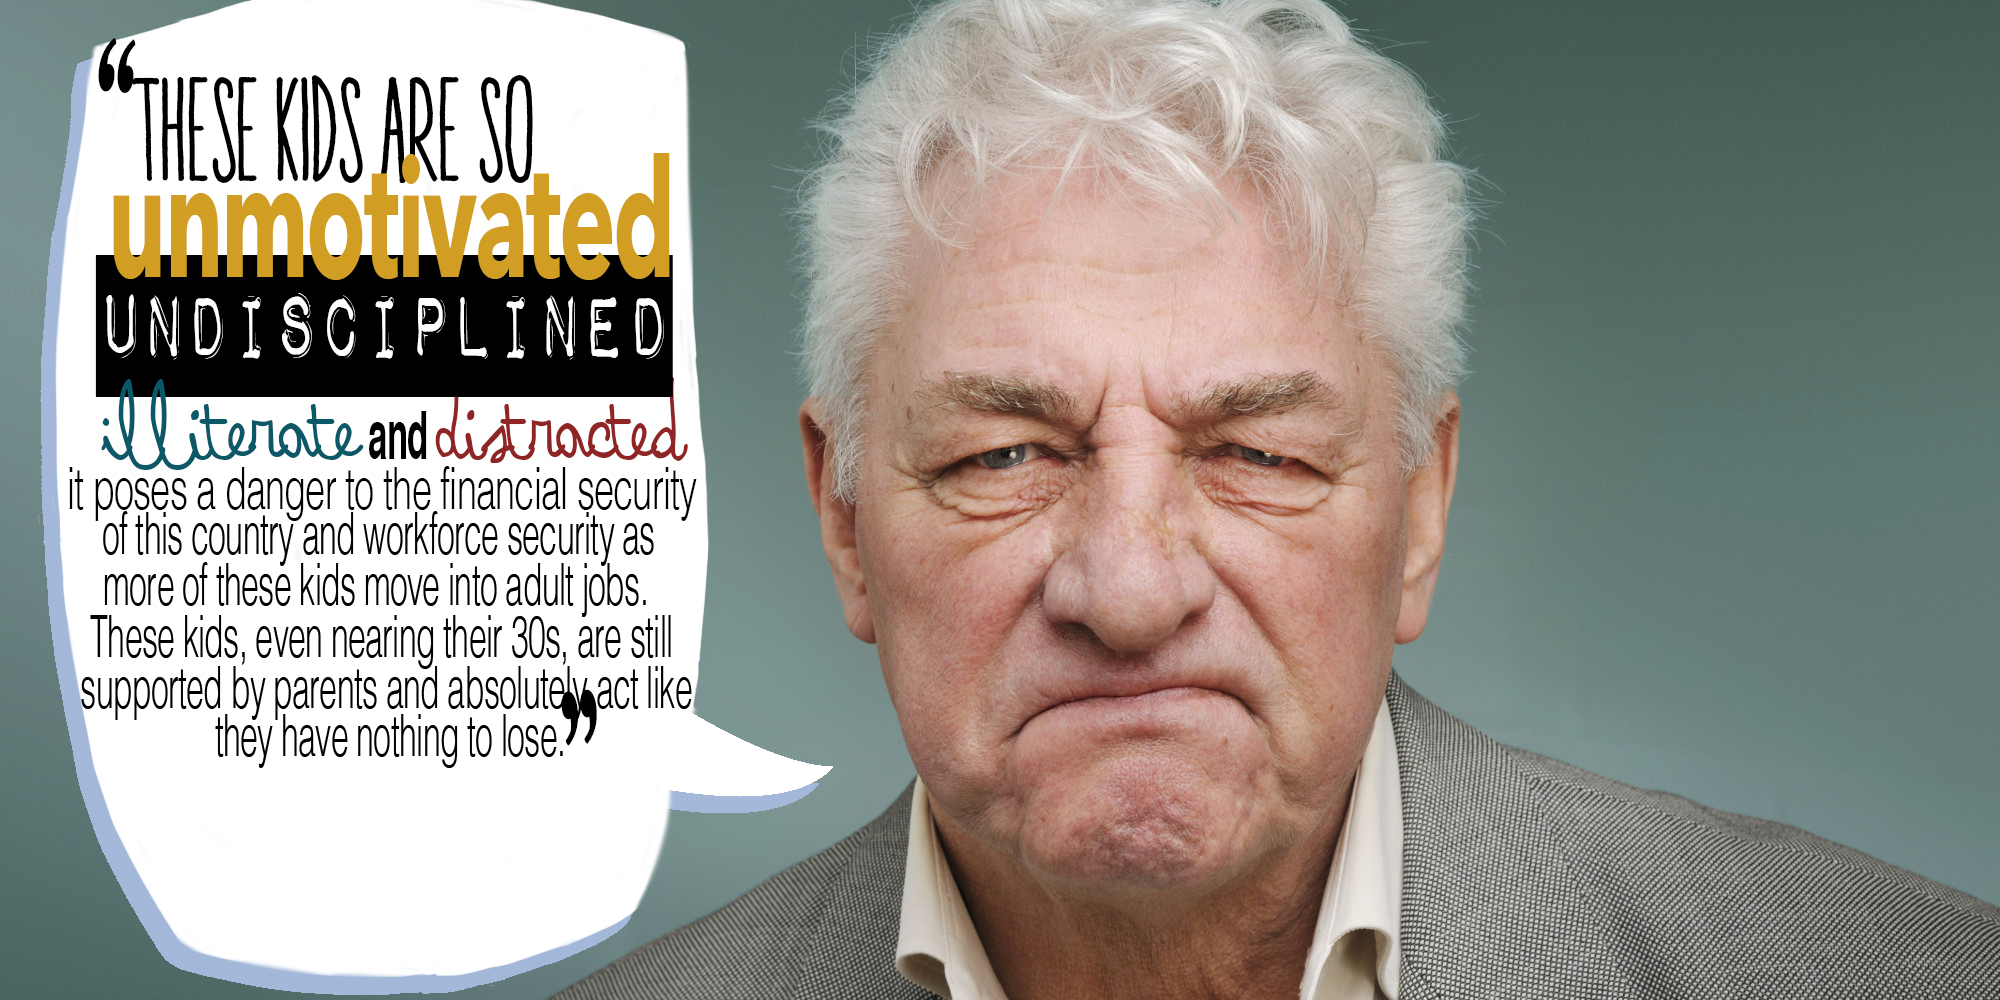 “THESE KIDS ARE SO
unmotivated
UNDISCIPLINED
illiterate and distracted
it poses a danger to the financial security
of this country and workforce security as
more of these kids move into adult jobs.
These kids, even nearing their 30s, are still
supported by parents and absolutely act like
they have nothing to lose.”